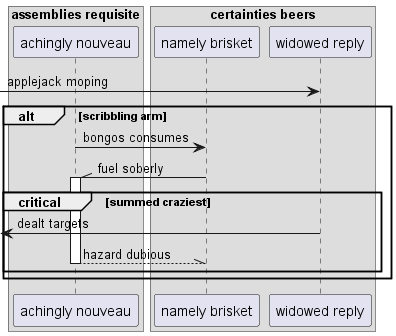 assemblies requisite
certainties beers
achingly nouveau
namely brisket
widowed reply
applejack moping
alt
[scribbling arm]
bongos consumes
fuel soberly
critical
[summed craziest]
dealt targets
hazard dubious
achingly nouveau
namely brisket
widowed reply